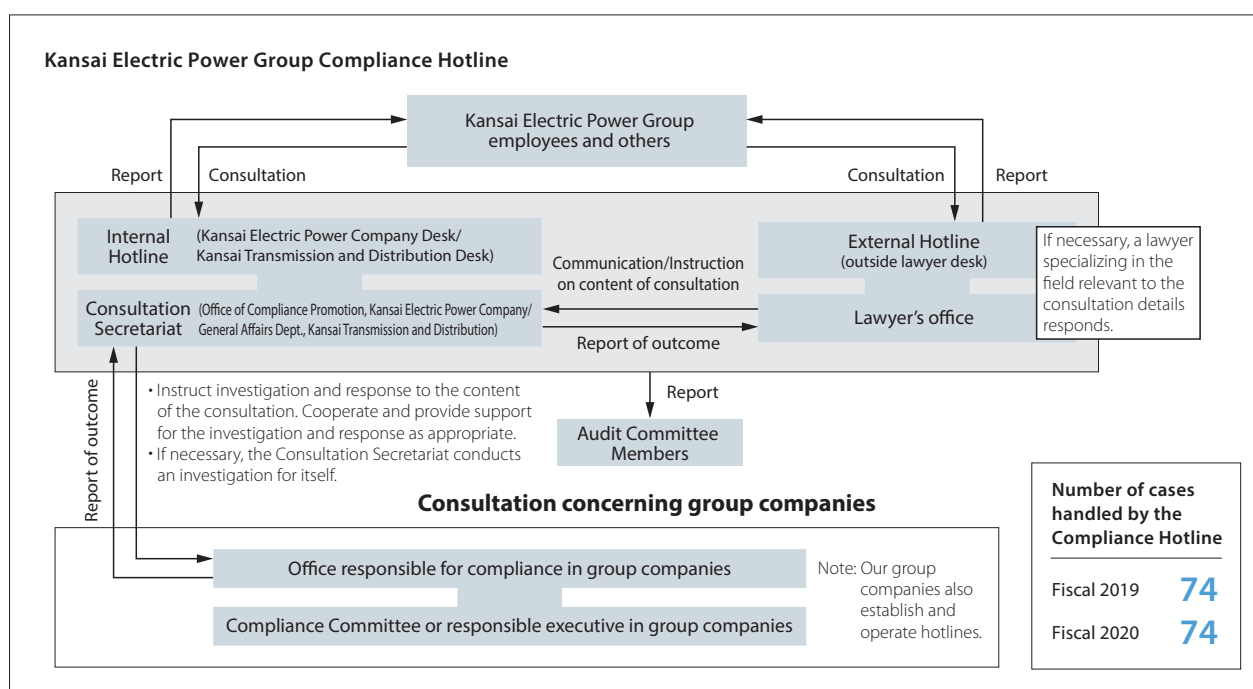 Kansai Electric Power Group Compliance Hotline
Kansai Electric Power Group
employees and others
Report
Consultation
Consultation
Report
Internal
Hotline
(Kansai Electric Power Company Desk/
Kansai Transmission and Distribution Desk)
External Hotline
(outside lawyer desk)
If necessary, a lawyer
specializing in the
field relevant to the
consultation details
responds.
Communication/Instruction
on content of consultation
Consultation
Secretariat
(Office of Compliance Promotion, Kansai Electric Power Company/
General Affairs Dept., Kansai Transmission and Distribution)
Lawyer's office
Report of outcome
Report of outcome
• Instruct investigation and response to the content
of the consultation. Cooperate and provide support
for the investigation and response as appropriate.
• If necessary, the Consultation Secretariat conducts
an investigation for itself.
Report
Audit Committee
Members
Consultation concerning group companies
Office responsible for compliance in group companies
Compliance Committee or responsible executive in group companies
Note: Our group
companies also
establish and
operate hotlines.
Number of cases
handled by the
Compliance Hotline
Fiscal 2019 74
Fiscal 2020 74